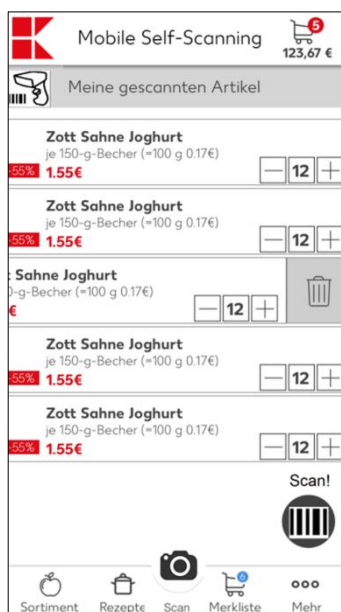 Mobile Self-Scanning
5
123,67 €
Meine gescannten Artikel
Zott Sahne Joghurt
je 150-g-Becher (=100 g 0.17€)
-55% 1.55€
12
Zott Sahne Joghurt
je 150-g-Becher (=100 g 0.17€)
-55% 1.55€
12
Sahne Joghurt
-g-Becher (=100 g 0.17€)
€
12
Zott Sahne Joghurt
je 150-g-Becher (=100 g 0.17€)
-55% 1.55€
12
Zott Sahne Joghurt
je 150-g-Becher (=100 g 0.17€)
-55% 1.55€
12
Scan!
6
Sortiment Rezepte Scan Merkliste Mehr